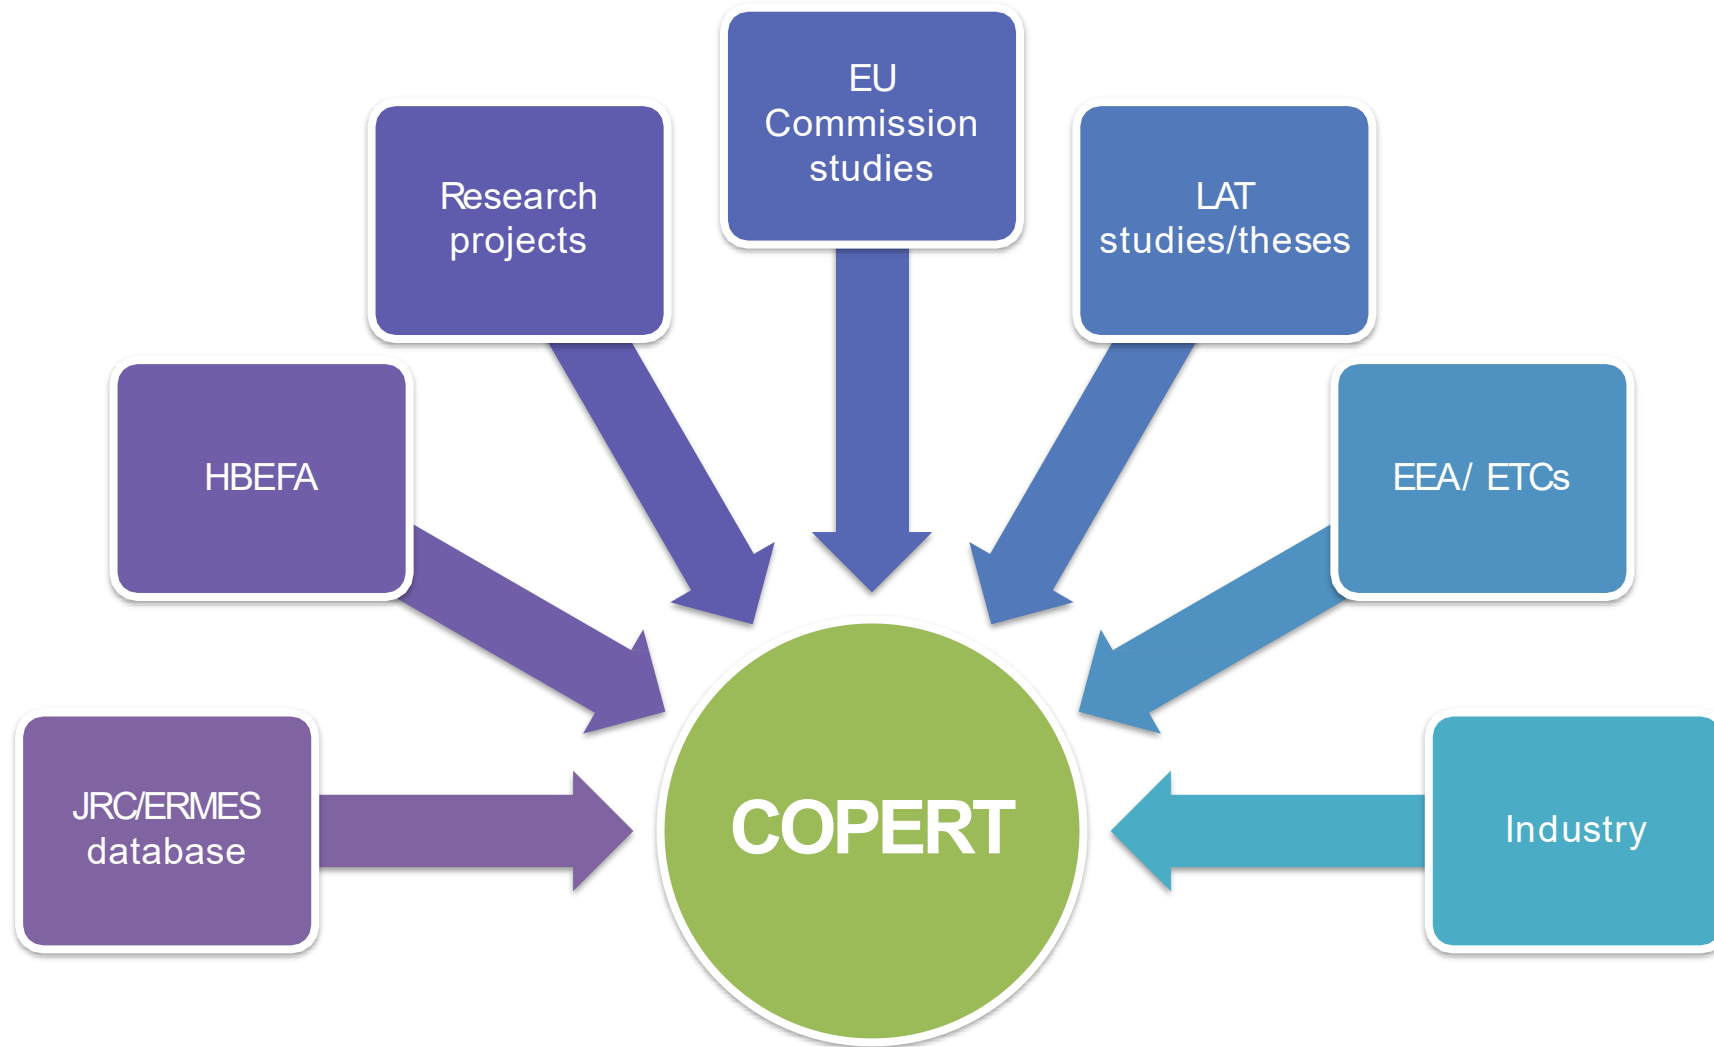 EU
Commission
studies
Research
projects
LAT
studies/theses
HBEFA
EEA / ETCs
JRC/ERMES
database
COPERT
Industry